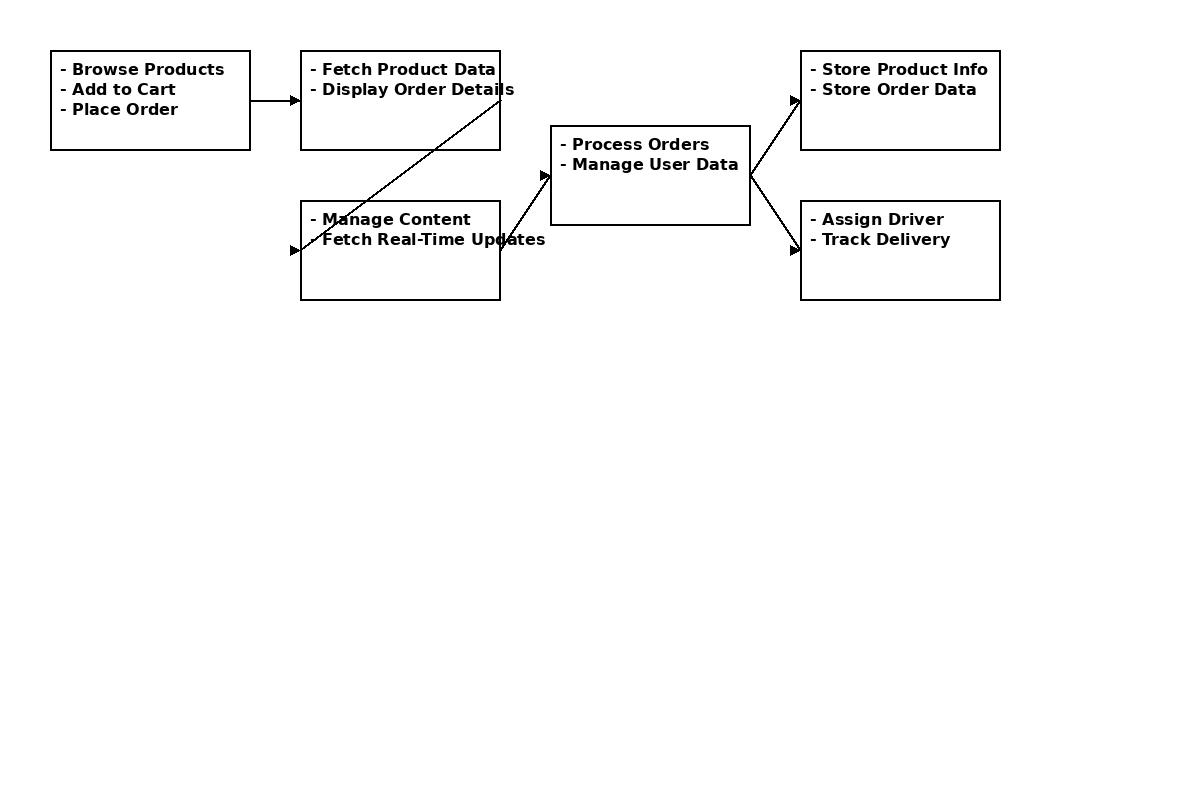 - Browse Products
- Add to Cart
- Place Order
- Fetch Product Data
- Display Order Details
- Manage Content
- Fetch Real-Time Updates
- Process Orders
- Manage User Data
- Store Product Info
- Store Order Data
- Assign Driver
- Track Delivery